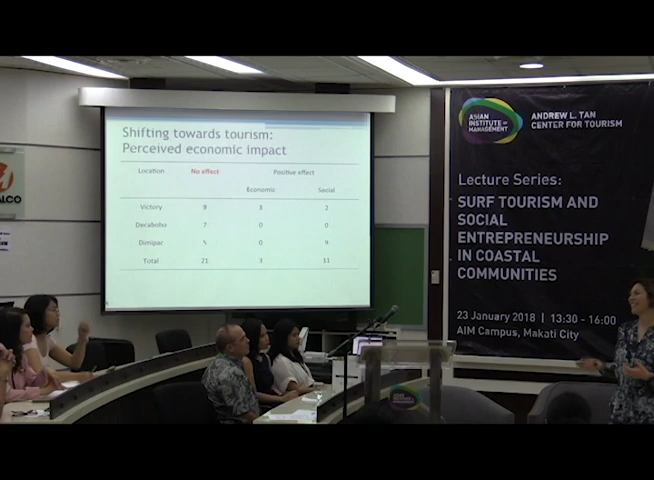 Shifting towards tourism:
Perceived economic impact
Location No effect Positive effect
Economic Social
Victory 9 3 2
Decaboho 7 0 0
Dimipac 5 0 9
Total 21 3 11
ASIAN
INSTITUTE OF
MANAGEMENT
ANDREW L. TAN
CENTER FOR TOURISM
Lecture Series:
SURF TOURISM AND
SOCIAL
ENTREPRENEURSHIP
IN COASTAL
COMMUNITIES
23 January 2018 | 13:30 - 16:00
AIM Campus, Makati City
ALCO